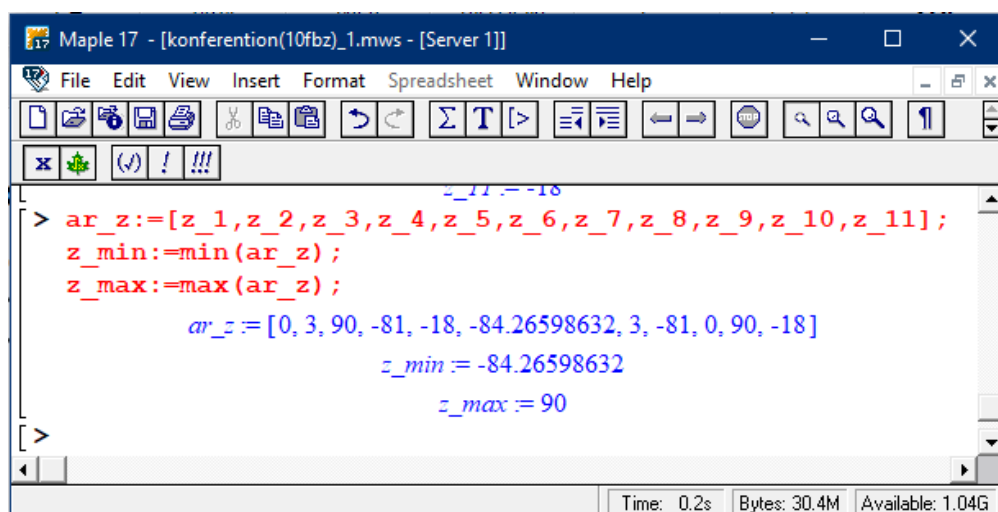 Maple 17 - [konferention(10fbz)_1.mws - [Server 1]]
File Edit View Insert Format Spreadsheet Window Help
z_11 := -18
> ar_z:=[z_1,z_2,z_3,z_4,z_5,z_6,z_7,z_8,z_9,z_10,z_11];
z_min:=min(ar_z);
z_max:=max(ar_z);
ar_z := [0, 3, 90, -81, -18, -84.26598632, 3, -81, 0, 90, -18]
z_min := -84.26598632
z_max := 90
>
Time: 0.2s Bytes: 30.4M Available: 1.04G